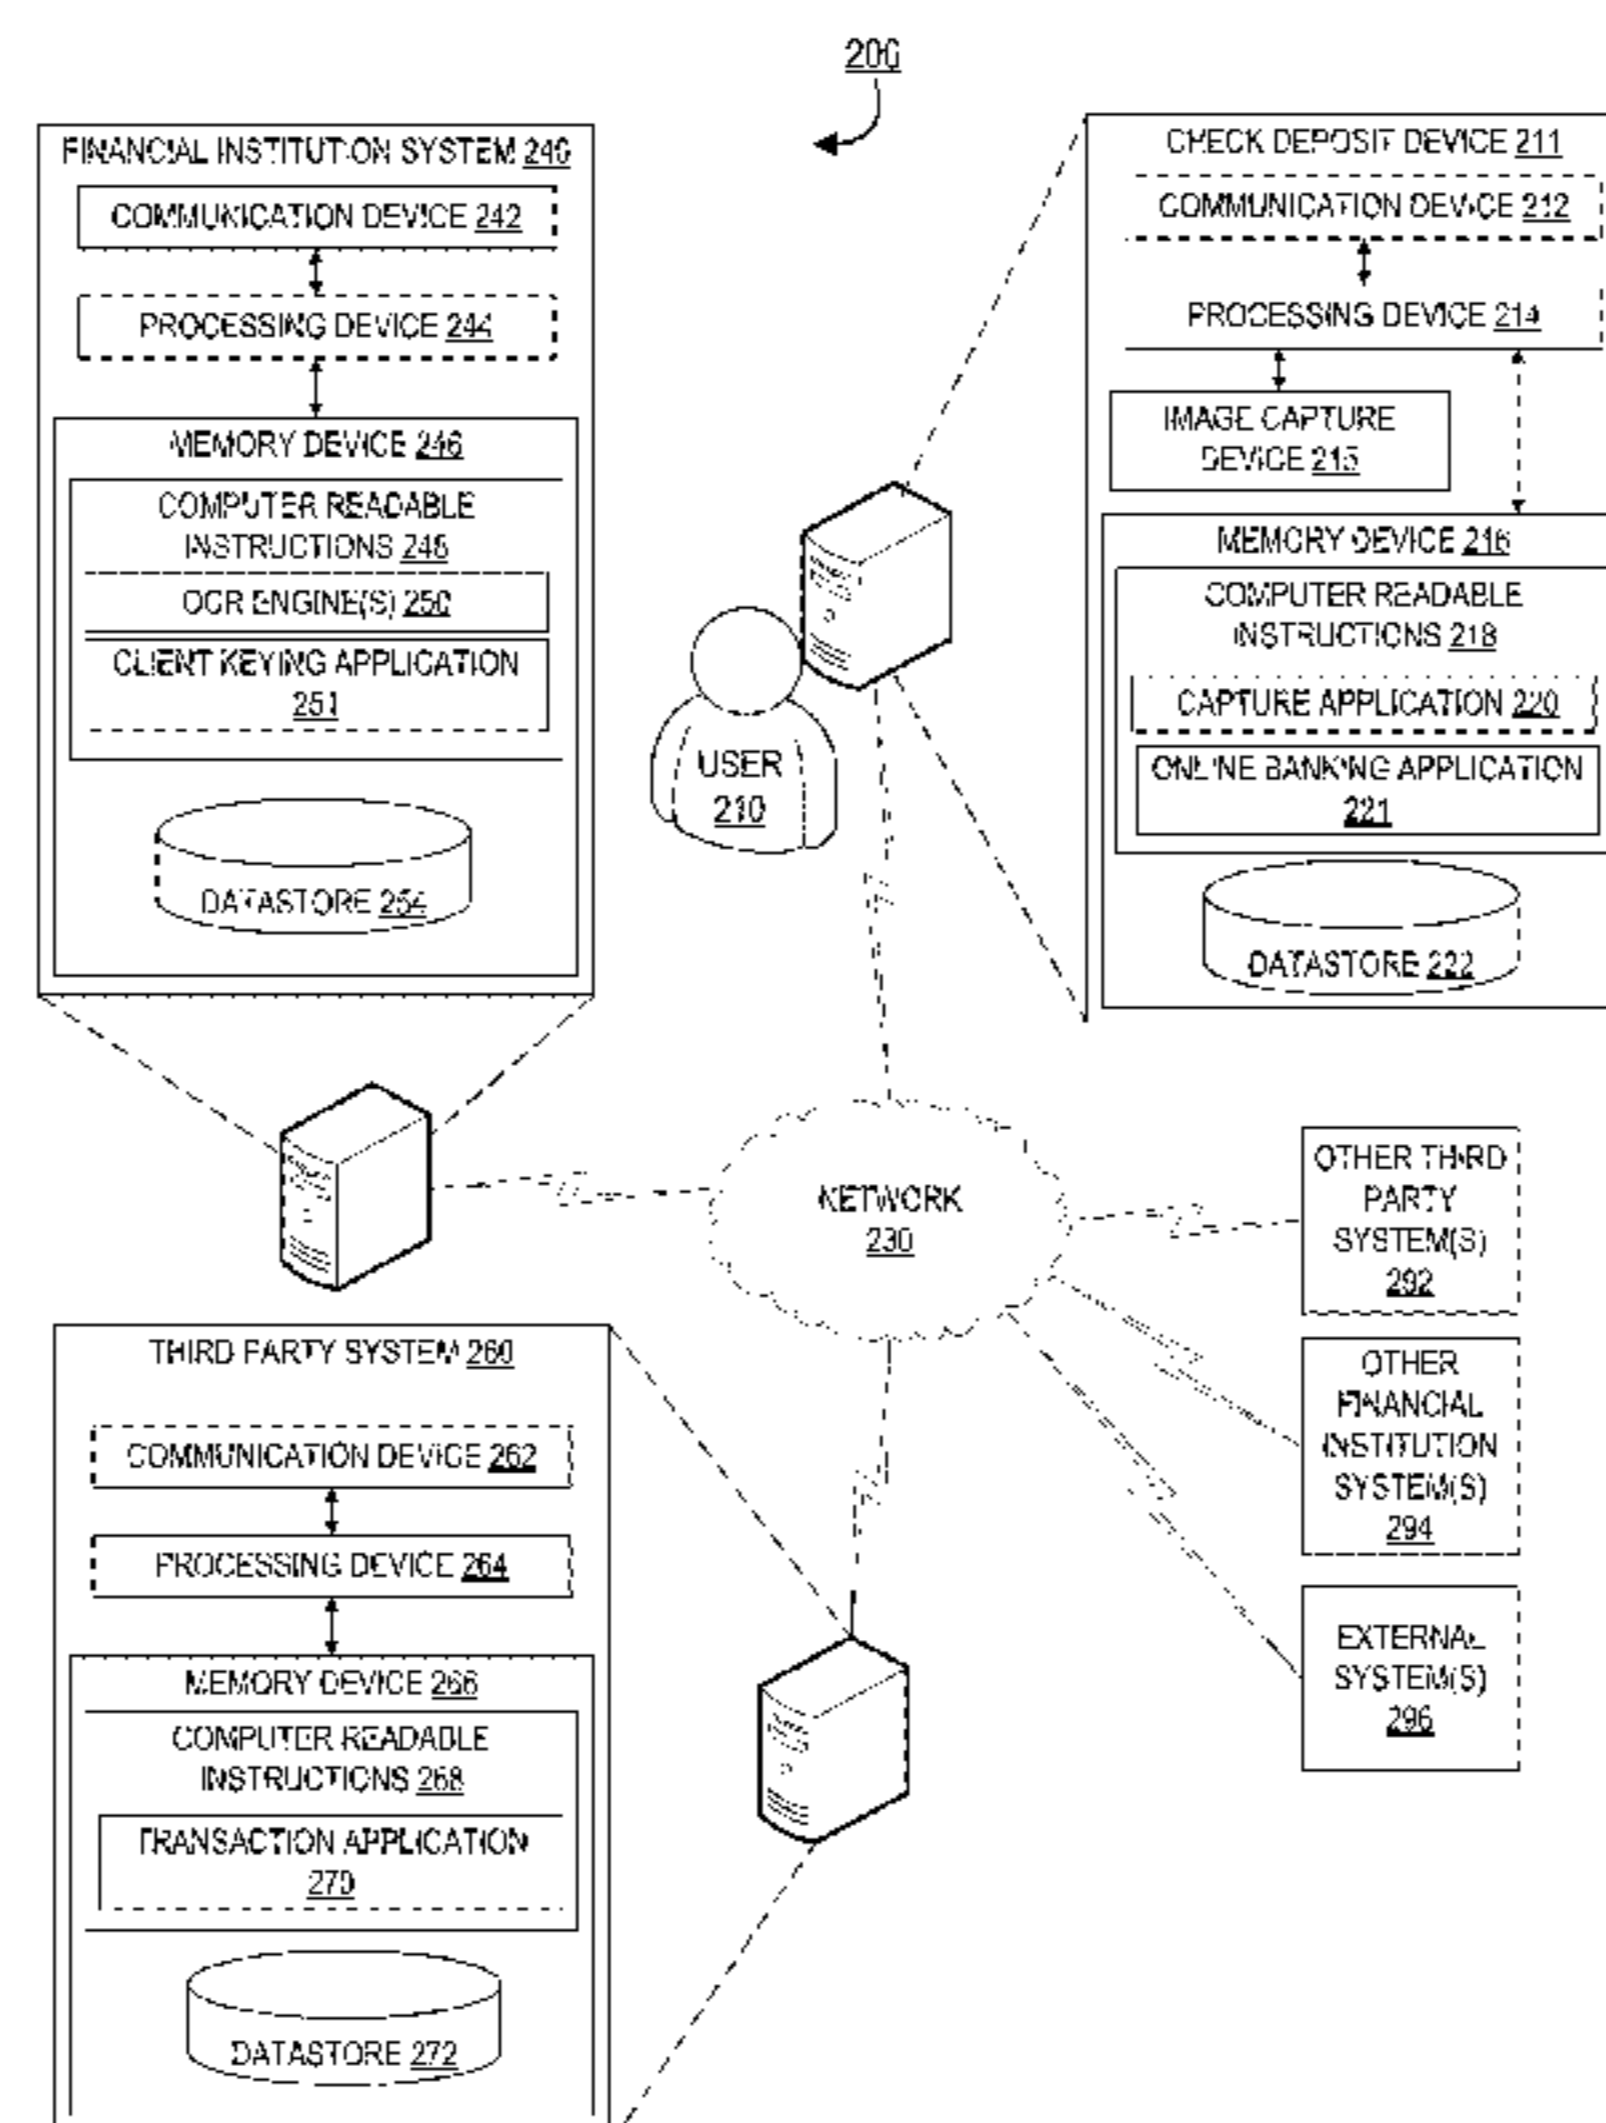 200
FINANCIAL INSTITUTION SYSTEM 240
COMMUNICATION DEVICE 242
PROCESSING DEVICE 244
MEMORY DEVICE 246
COMPUTER READABLE
INSTRUCTIONS 248
OCR ENGINE(S) 250
CLIENT KEYING APPLICATION
251
DATASTORE 254
CHECK DEPOSIT DEVICE 211
COMMUNICATION DEVICE 212
PROCESSING DEVICE 214
IMAGE CAPTURE
DEVICE 215
MEMORY DEVICE 216
COMPUTER READABLE
INSTRUCTIONS 218
CAPTURE APPLICATION 220
ONLINE BANKING APPLICATION
221
DATASTORE 222
USER
210
NETWORK
230
OTHER THIRD
PARTY
SYSTEM(S)
292
OTHER
FINANCIAL
INSTITUTION
SYSTEM(S)
294
EXTERNAL
SYSTEM(S)
296
THIRD PARTY SYSTEM 260
COMMUNICATION DEVICE 262
PROCESSING DEVICE 264
MEMORY DEVICE 266
COMPUTER READABLE
INSTRUCTIONS 268
TRANSACTION APPLICATION
270
DATASTORE 272